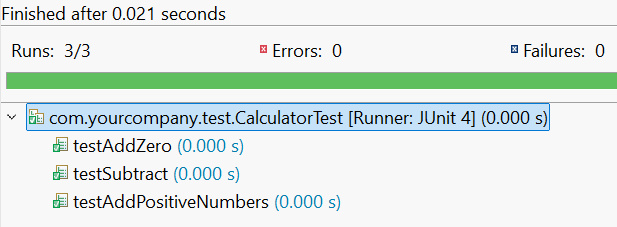 Finished after 0.021 seconds
Runs: 3/3 Errors: 0 Failures: 0
com.yourcompany.test.CalculatorTest [Runner: JUnit 4] (0.000 s)
testAddZero (0.000 s)
testSubtract (0.000 s)
testAddPositiveNumbers (0.000 s)